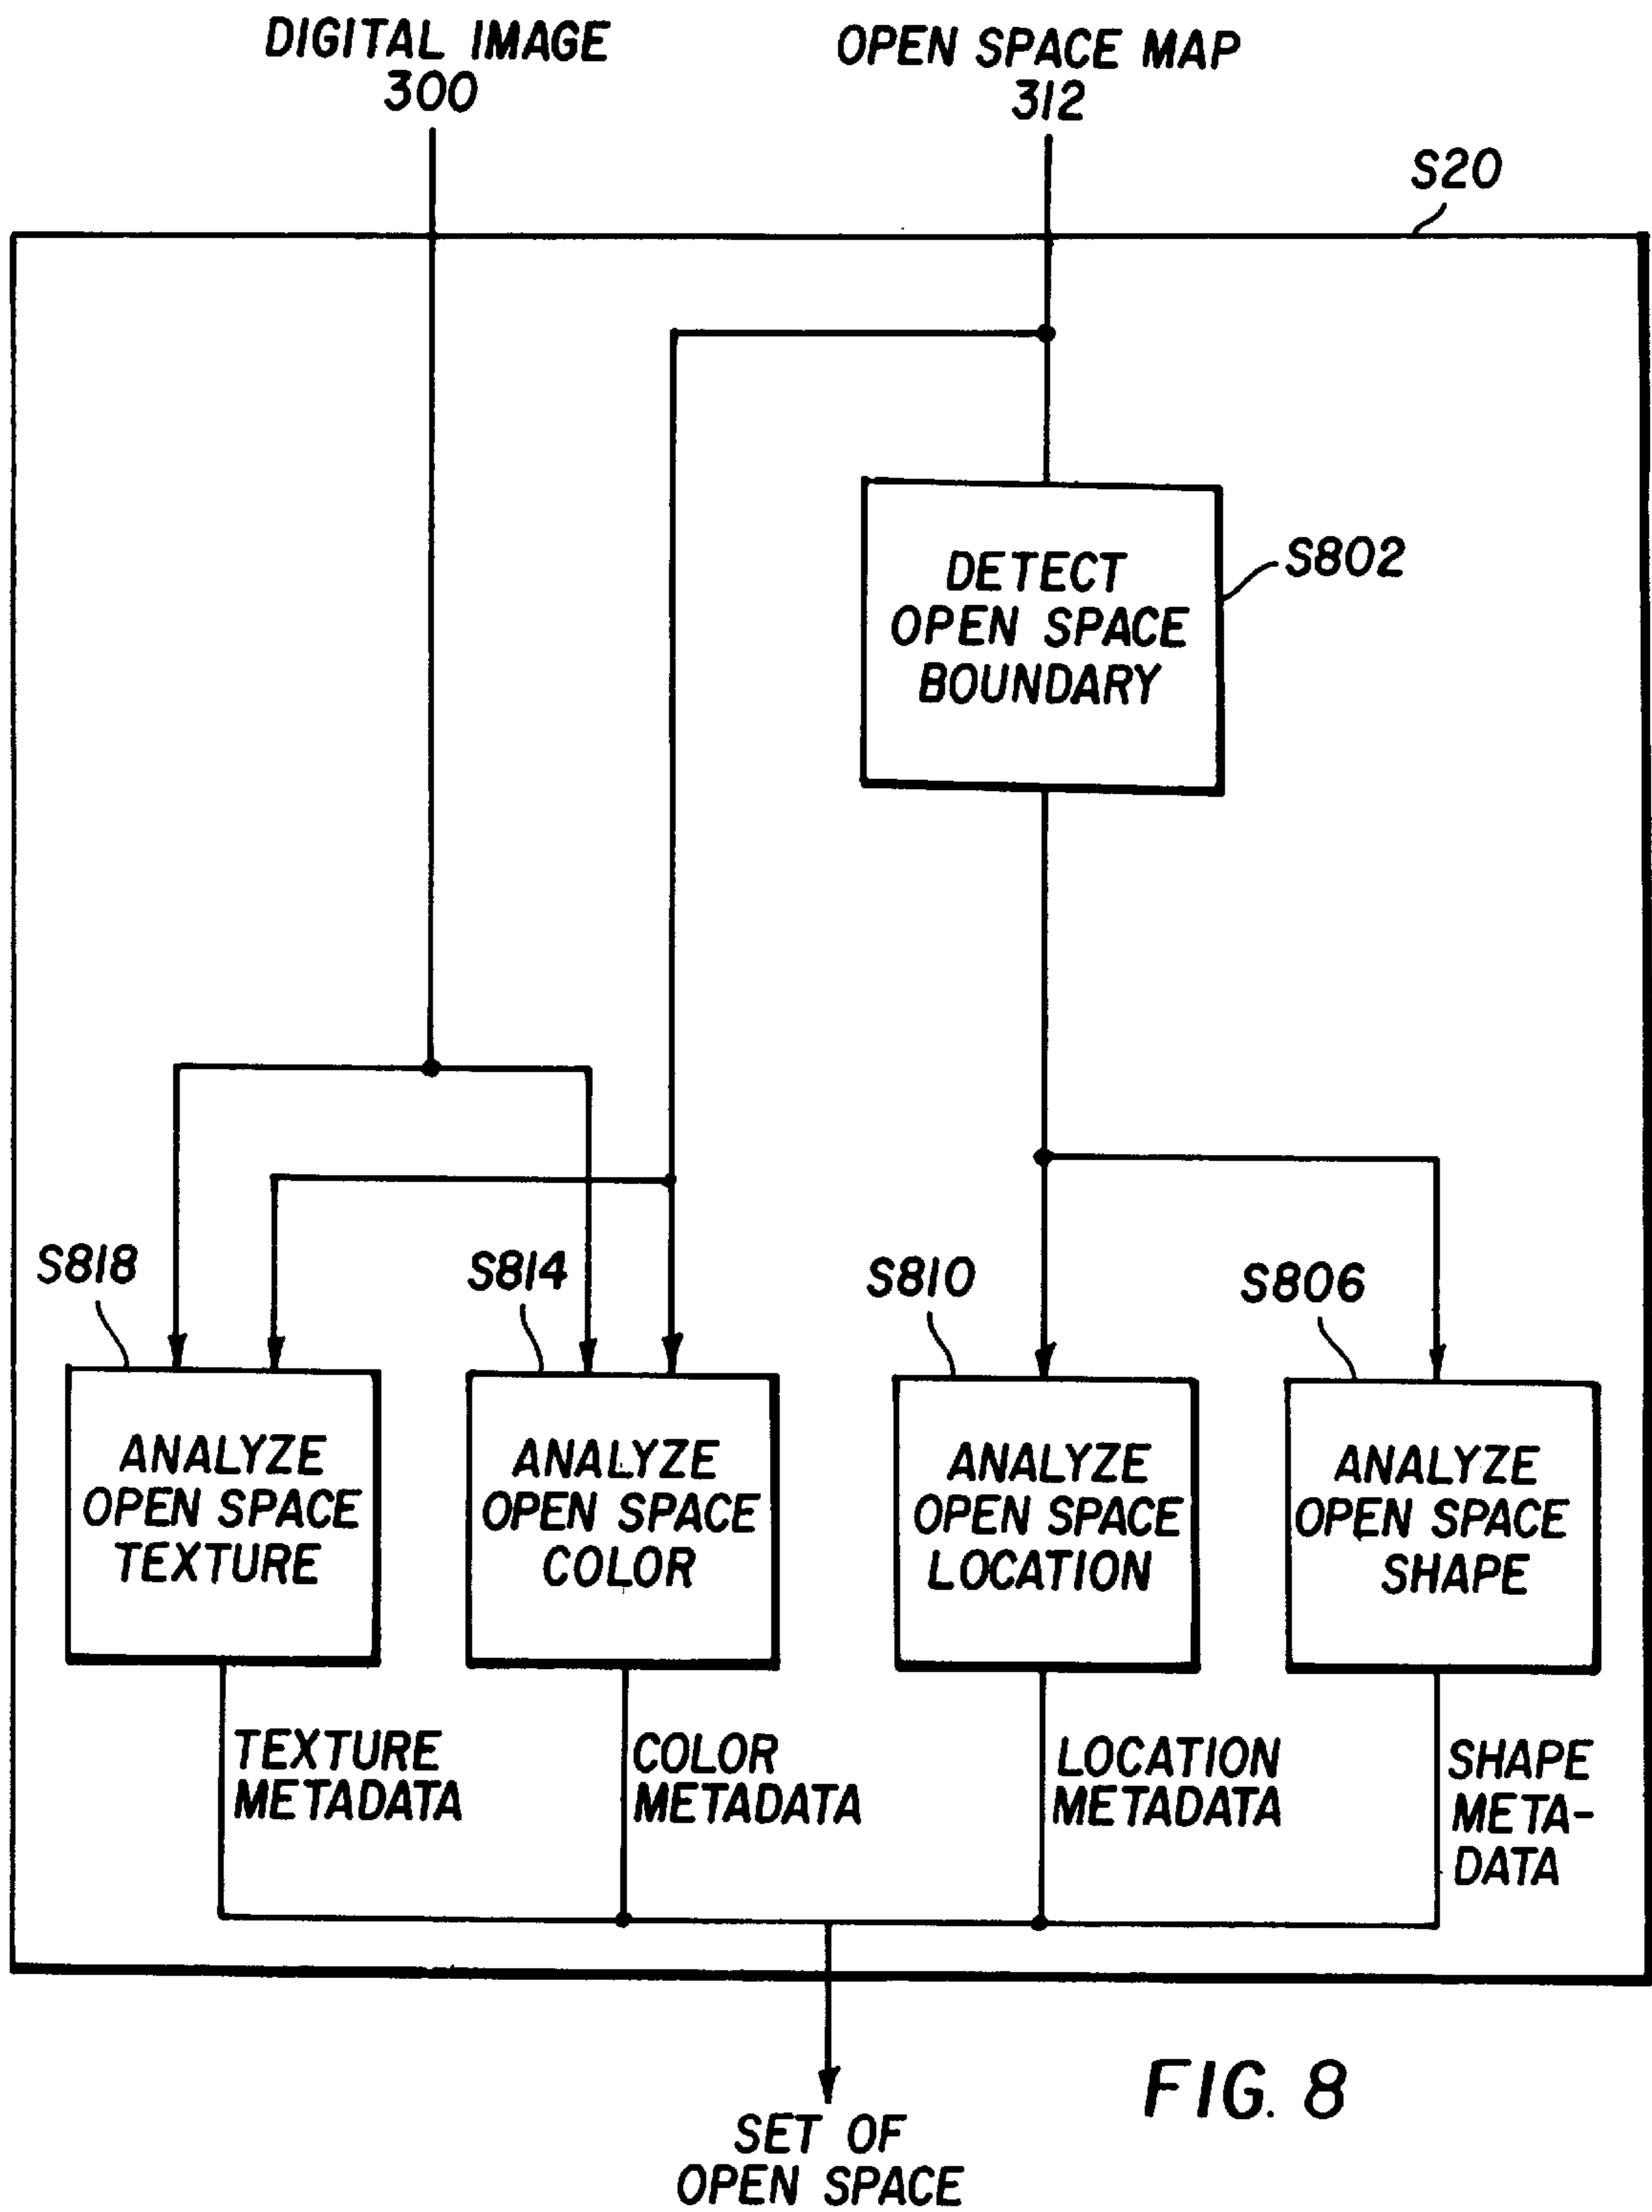 DIGITAL IMAGE
300
OPEN SPACE MAP
312
S20
DETECT
OPEN SPACE
BOUNDARY
S802
S818
S814
S810
S806
ANALYZE
OPEN SPACE
TEXTURE
ANALYZE
OPEN SPACE
COLOR
ANALYZE
OPEN SPACE
LOCATION
ANALYZE
OPEN SPACE
SHAPE
TEXTURE
METADATA
COLOR
METADATA
LOCATION
METADATA
SHAPE
META-
DATA
FIG. 8
SET OF
OPEN SPACE